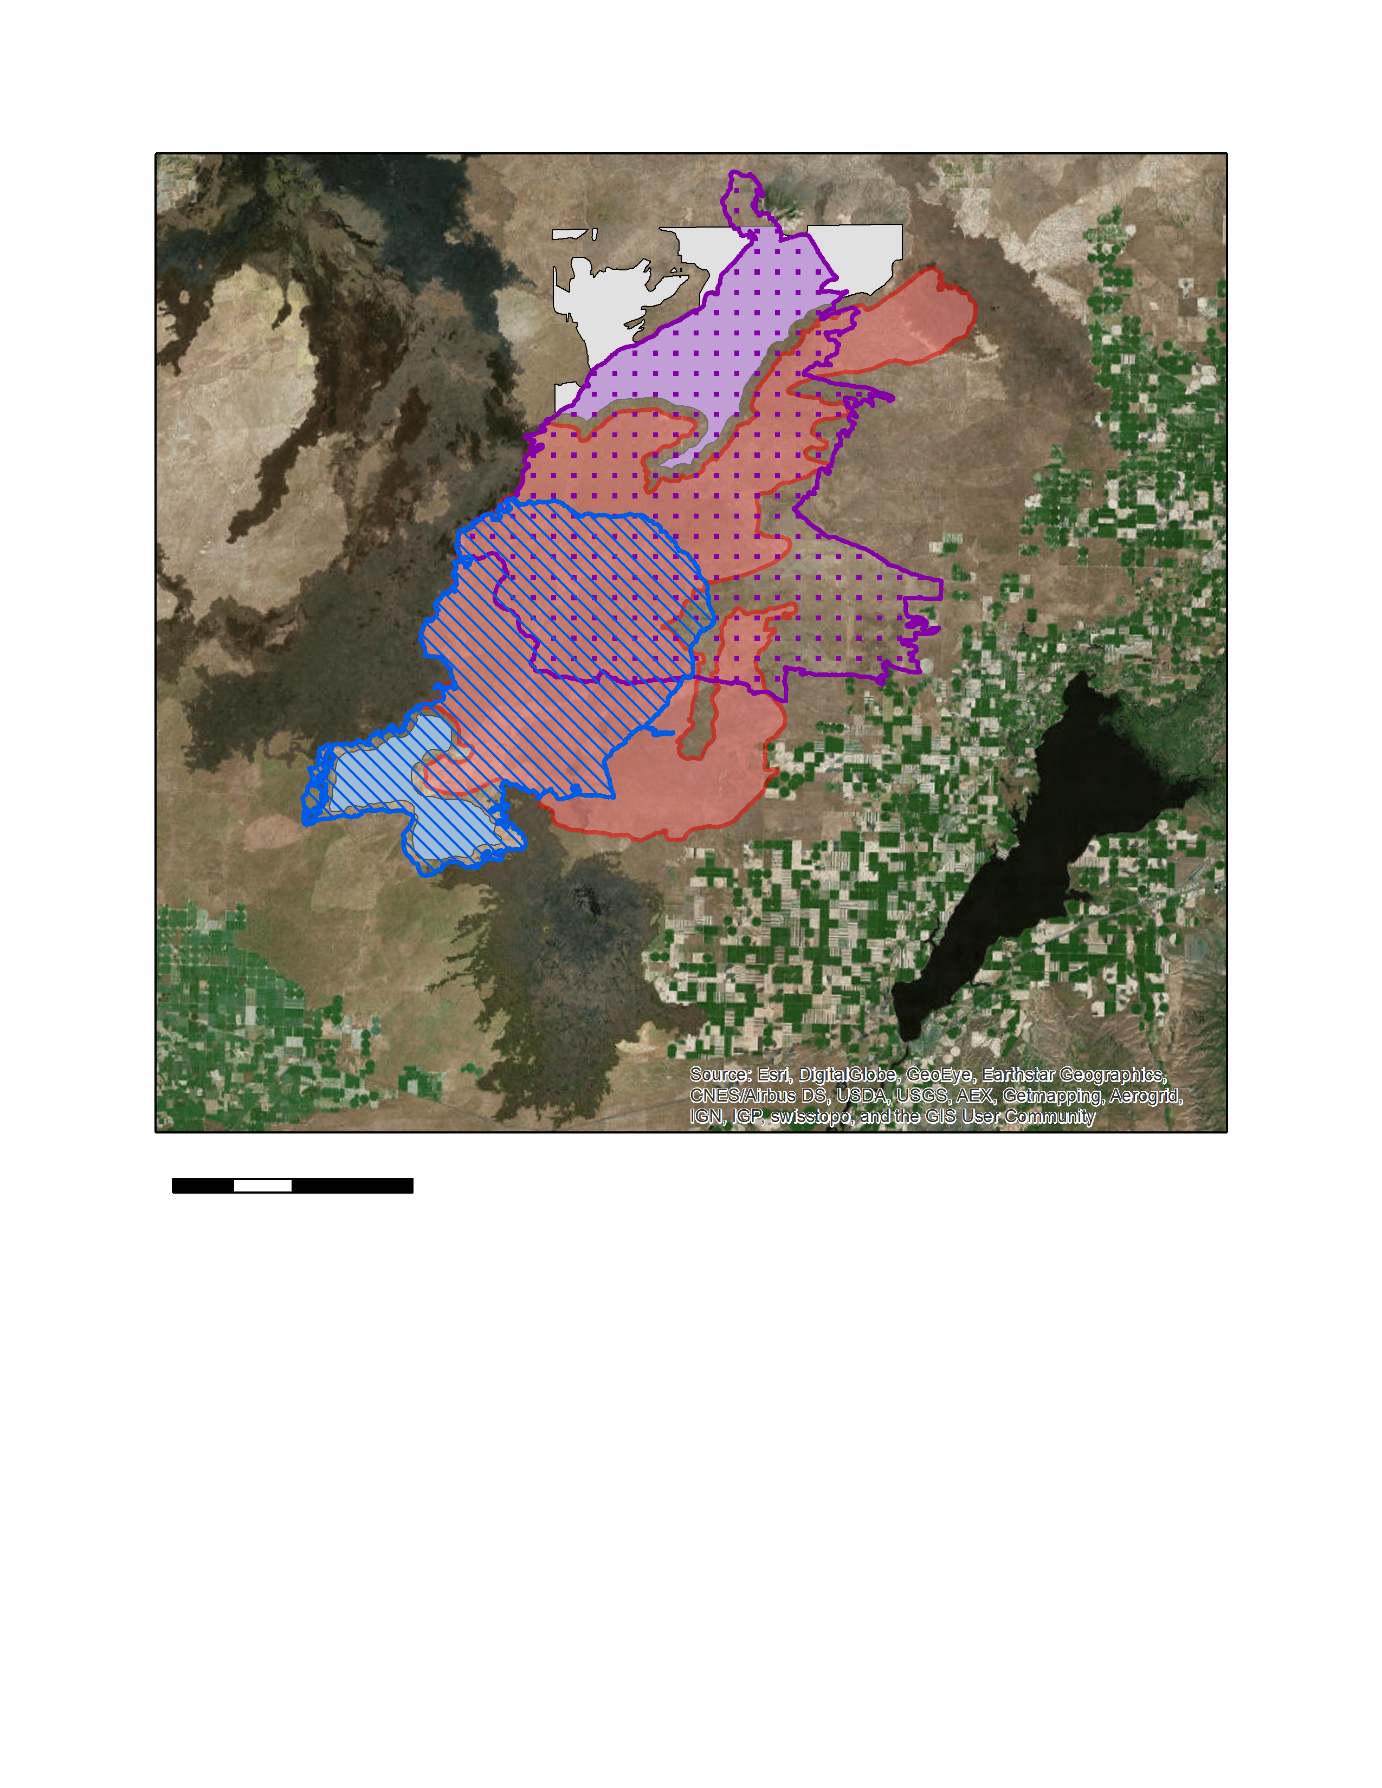 Source: Esri, DigitalGlobe, GeoEye, Earthstar Geographics,
CNES/Airbus DS, USDA, USGS, AEX, Getmapping, Aerogrid,
IGN, IGP, swisstopo, and the GIS User Community